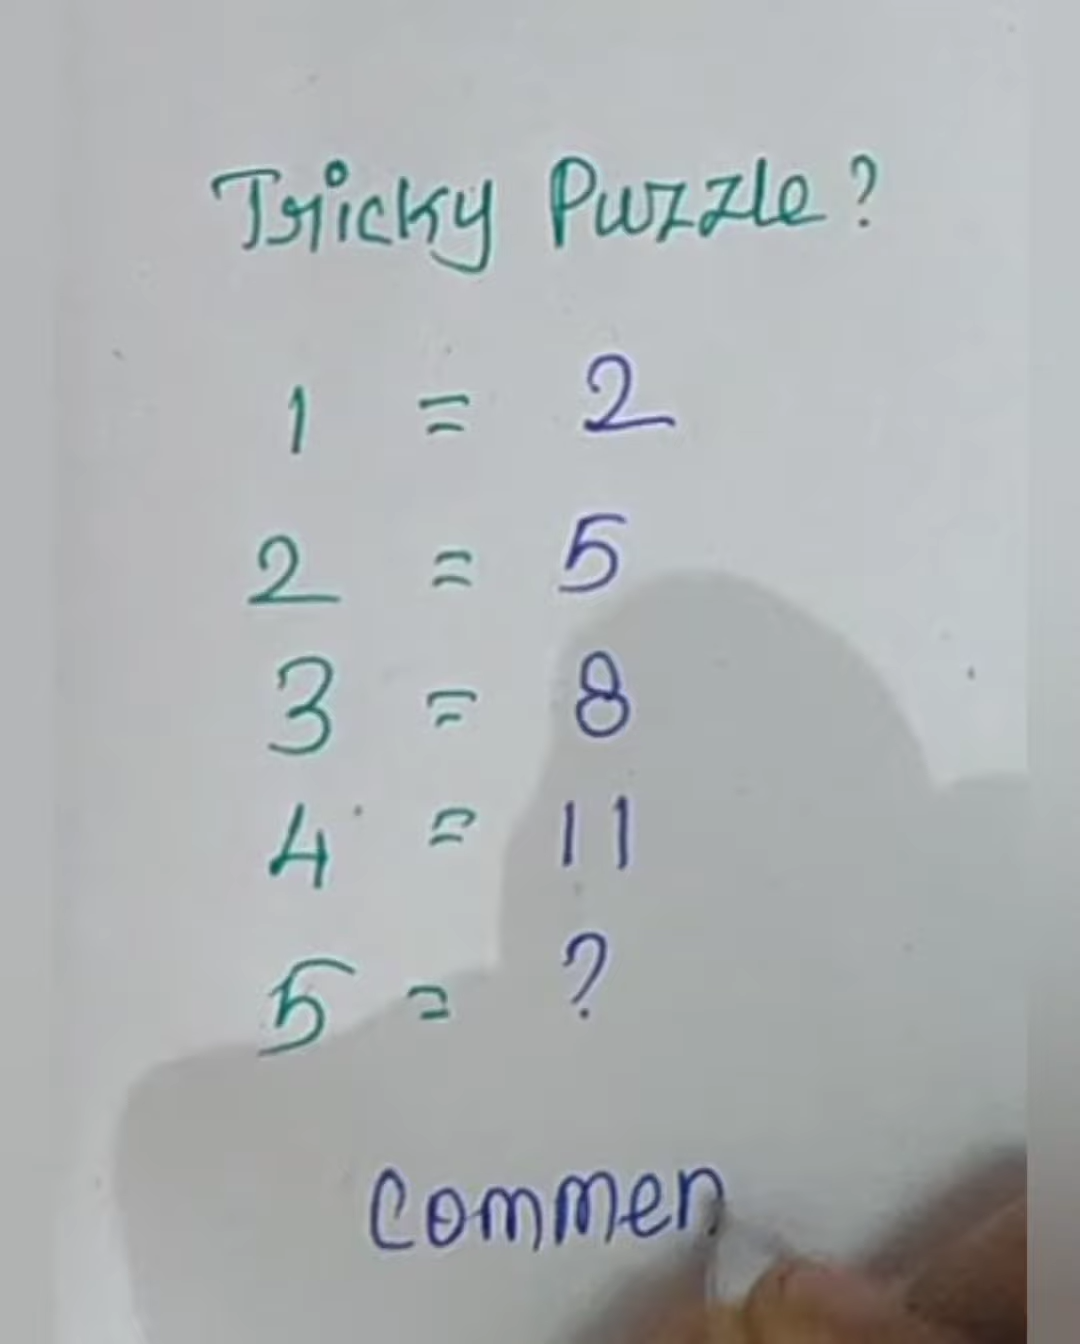 Tricky Puzzle?
1 = 2
2 = 5
3 = 8
4 = 11
5 = ?
Commen